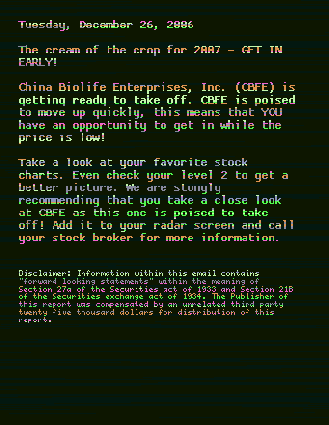 Tuesday, December 26, 2006
The cream of the crop for 2007 - GET IN
EARLY!
China Biolife Enterprises, Inc. (CBFE) is
getting ready to take off. CBFE is poised
to move up quickly, this means that YOU
have an opportunity to get in while the
price is low!
Take a look at your favorite stock
charts. Even check your level 2 to get a
better picture. We are stongly
recommending that you take a close look
at CBFE as this one is poised to take
off! Add it to your radar screen and call
your stock broker for more information.
Disclaimer: Information within this email contains
"forward looking statements" within the meaning of
Section 27a of the Securities act of 1933 and Section 21B
of the Securities exchange act of 1934. The Publisher of
this report was compensated by an unrelated third party
twenty five thousand dollars for distribution of this
report.